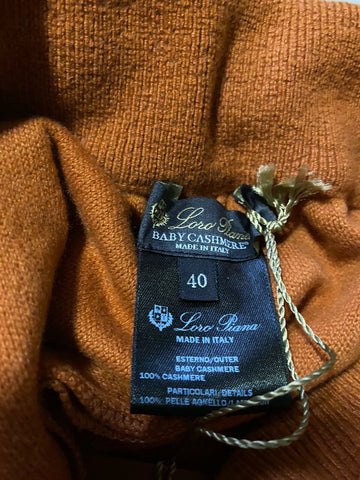 Loro Piana
BABY CASHMERE
MADE IN ITALY
40
Loro Piana
MADE IN ITALY
ESTERNO/OUTER
BABY CASHMERE
100% CASHMERE
PARTICOLARI/DETAILS
100% PELLE AGNELLO/